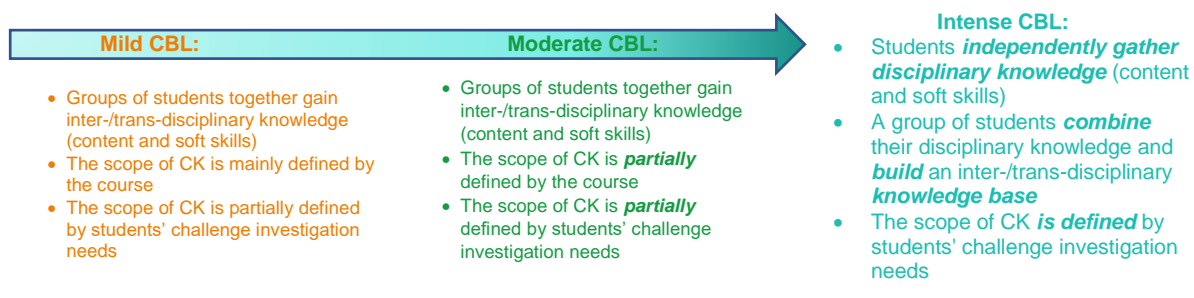 Mild CBL:
• Groups of students together gain
inter-/trans-disciplinary knowledge
(content and soft skills)
• The scope of CK is mainly defined by
the course
• The scope of CK is partially defined
by students' challenge investigation
needs
Moderate CBL:
• Groups of students together gain
inter-/trans-disciplinary knowledge
(content and soft skills)
• The scope of CK is partially
defined by the course
• The scope of CK is partially
defined by students' challenge
investigation needs
Intense CBL:
• Students independently gather
disciplinary knowledge (content
and soft skills)
• A group of students combine
their disciplinary knowledge and
build an inter-/trans-disciplinary
knowledge base
• The scope of CK is defined by
students' challenge investigation
needs